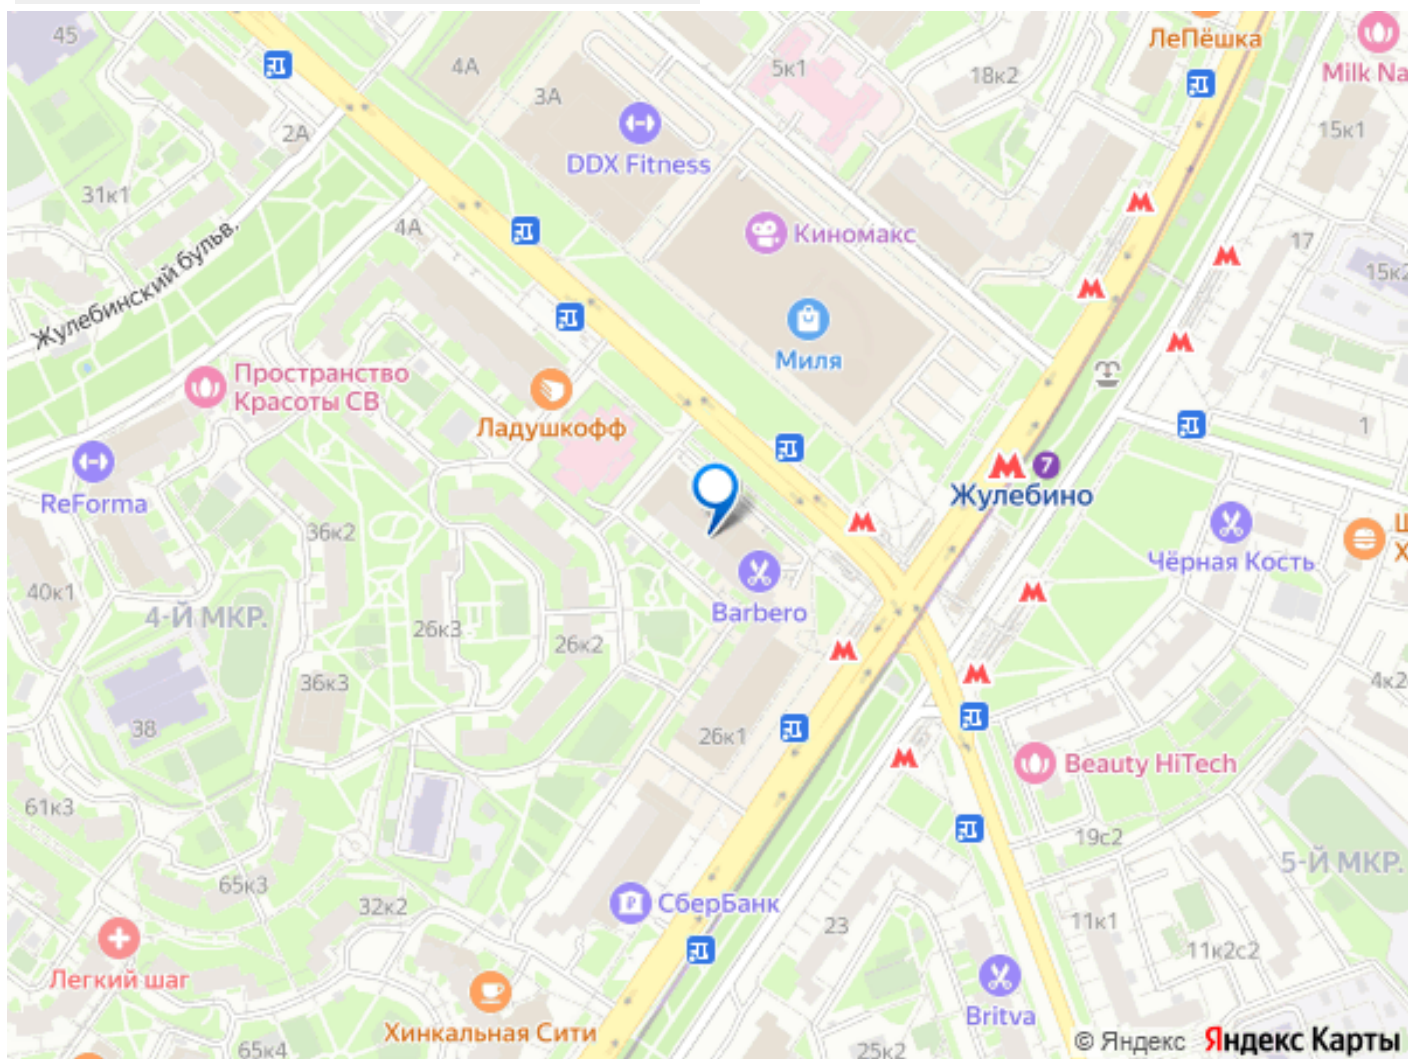 45
4А
5к1
18к2
ЛеПёшка
Milk Na
3А
2А
DDX Fitness
15к1
31к1
4А
Киномакс
17
15к2
Жулебинский бульв.
Миля
Пространство
Красоты СВ
Ладушкофф
1
7
Жулебино
ReForma
36к2
Чёрная Кость
Ш
Х
40к1
4-Й МКР.
Barbero
26к3
26к2
36к3
4к2
38
26к1
Beauty HiTech
61к3
19с2
5-Й МКР.
65к3
32к2
СберБанк
23
11к1
11к2с2
Легкий шаг
Хинкальная Сити
Britva
65к4
25к2
© Яндекс Яндекс Карты